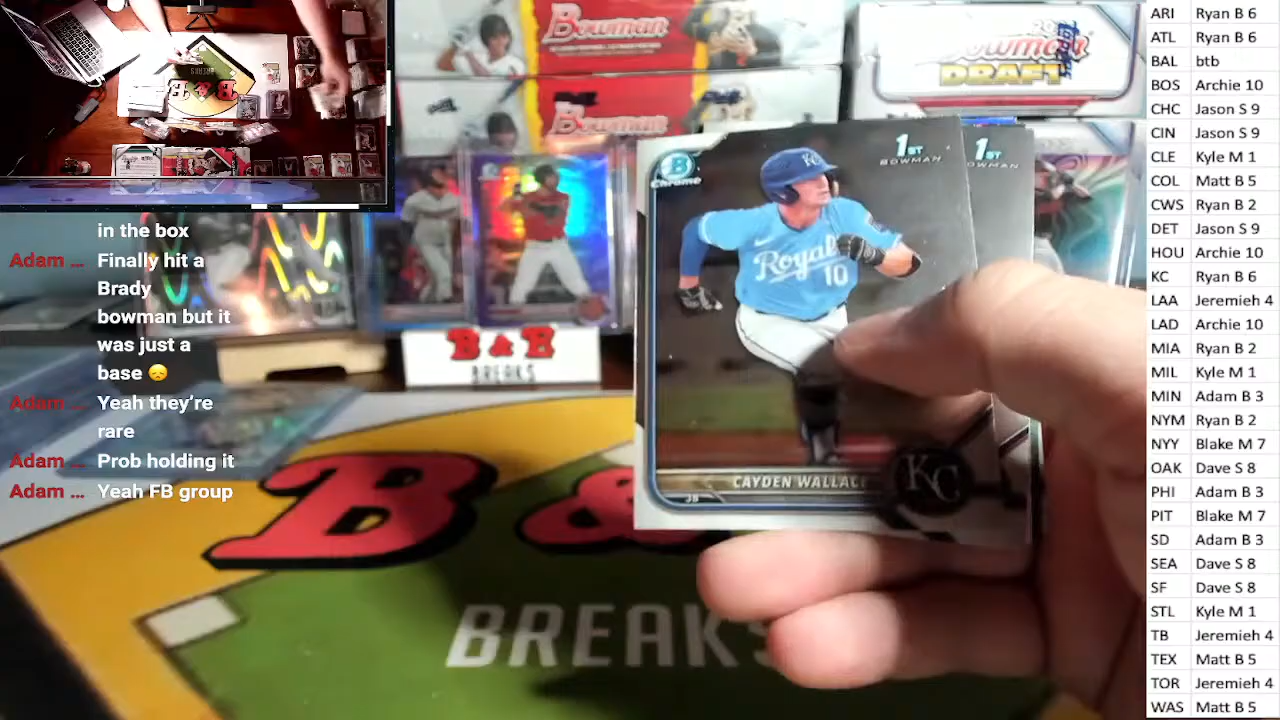 in the box
Adam ... Finally hit a
Brady
bowman but it
was just a
base 😞
Adam ... Yeah they're
rare
Adam ... Prob holding it
Adam ... Yeah FB group
Bowman
Bowman
Bowman
DRAFT
B & E
BREAKS
B
Chrome
1ST
BOWMAN
1ST
BOWMAN
KC
Royals
10
CAYDEN WALLACE
3B
KC
B &
BREAKS
ARI Ryan B 6
ATL Ryan B 6
BAL btb
BOS Archie 10
CHC Jason S 9
CIN Jason S 9
CLE Kyle M 1
COL Matt B 5
CWS Ryan B 2
DET Jason S 9
HOU Archie 10
KC Ryan B 6
LAA Jeremieh 4
LAD Archie 10
MIA Ryan B 2
MIL Kyle M 1
MIN Adam B 3
NYM Ryan B 2
NYY Blake M 7
OAK Dave S 8
PHI Adam B 3
PIT Blake M 7
SD Adam B 3
SEA Dave S 8
SF Dave S 8
STL Kyle M 1
TB Jeremieh 4
TEX Matt B 5
TOR Jeremieh 4
WAS Matt B 5